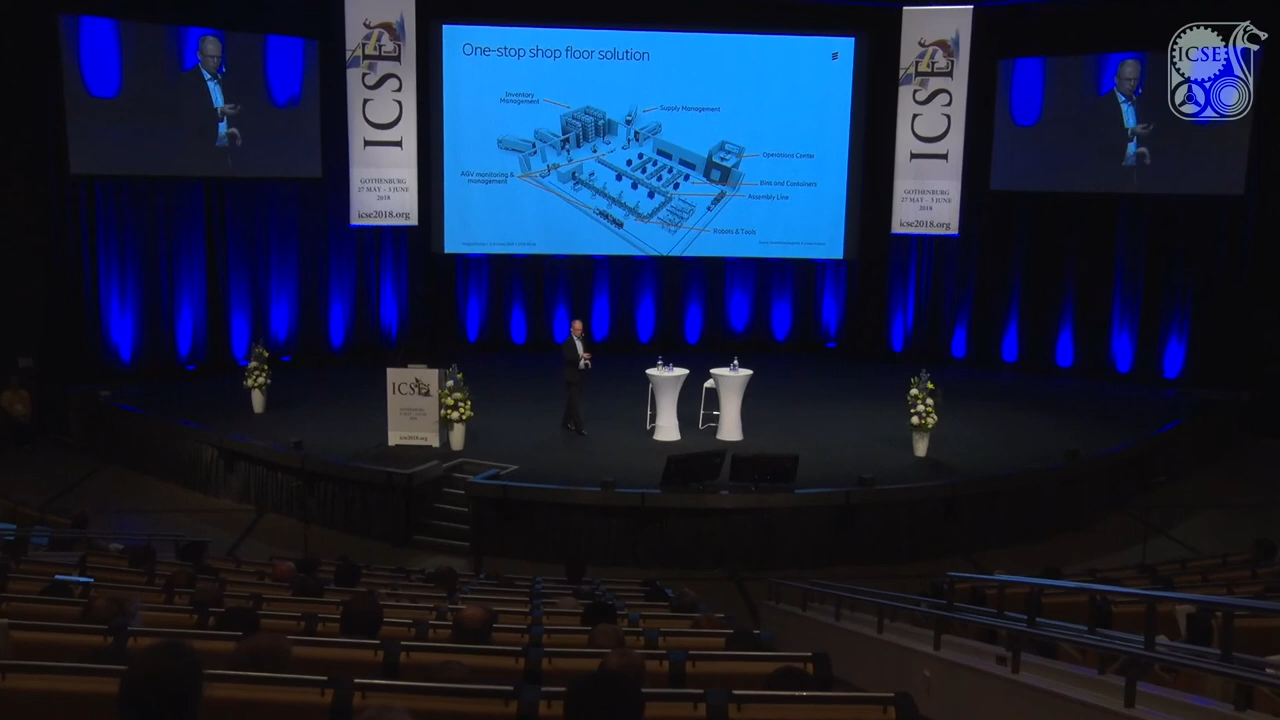 One-stop shop floor solution
Inventory
Management
Supply Management
Operations Center
AGV monitoring &
management
Bins and Containers
Assembly Line
Robots & Tools
ICSE
GOTHENBURG
27 MAY – 3 JUNE
2018
icse2018.org
ICSE
GOTHENBURG
27 MAY – 3 JUNE
2018
icse2018.org
ICSE
ICSE
icse2018.org